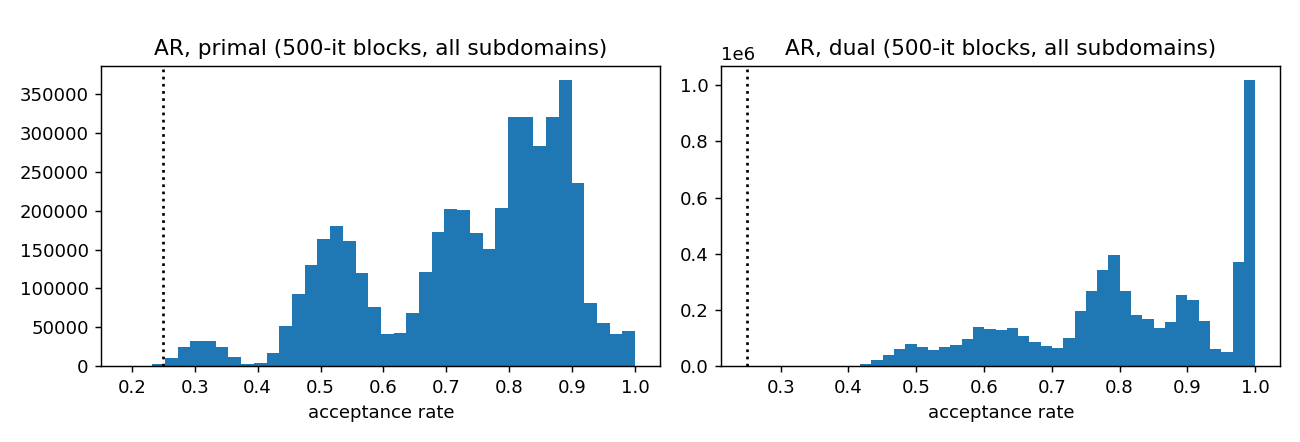 AR, primal (500-it blocks, all subdomains)
350000
300000
250000
200000
150000
100000
50000
0
0.2 0.3 0.4 0.5 0.6 0.7 0.8 0.9 1.0
acceptance rate
AR, dual (500-it blocks, all subdomains)
1e6
1.0
0.8
0.6
0.4
0.2
0.0
0.3 0.4 0.5 0.6 0.7 0.8 0.9 1.0
acceptance rate